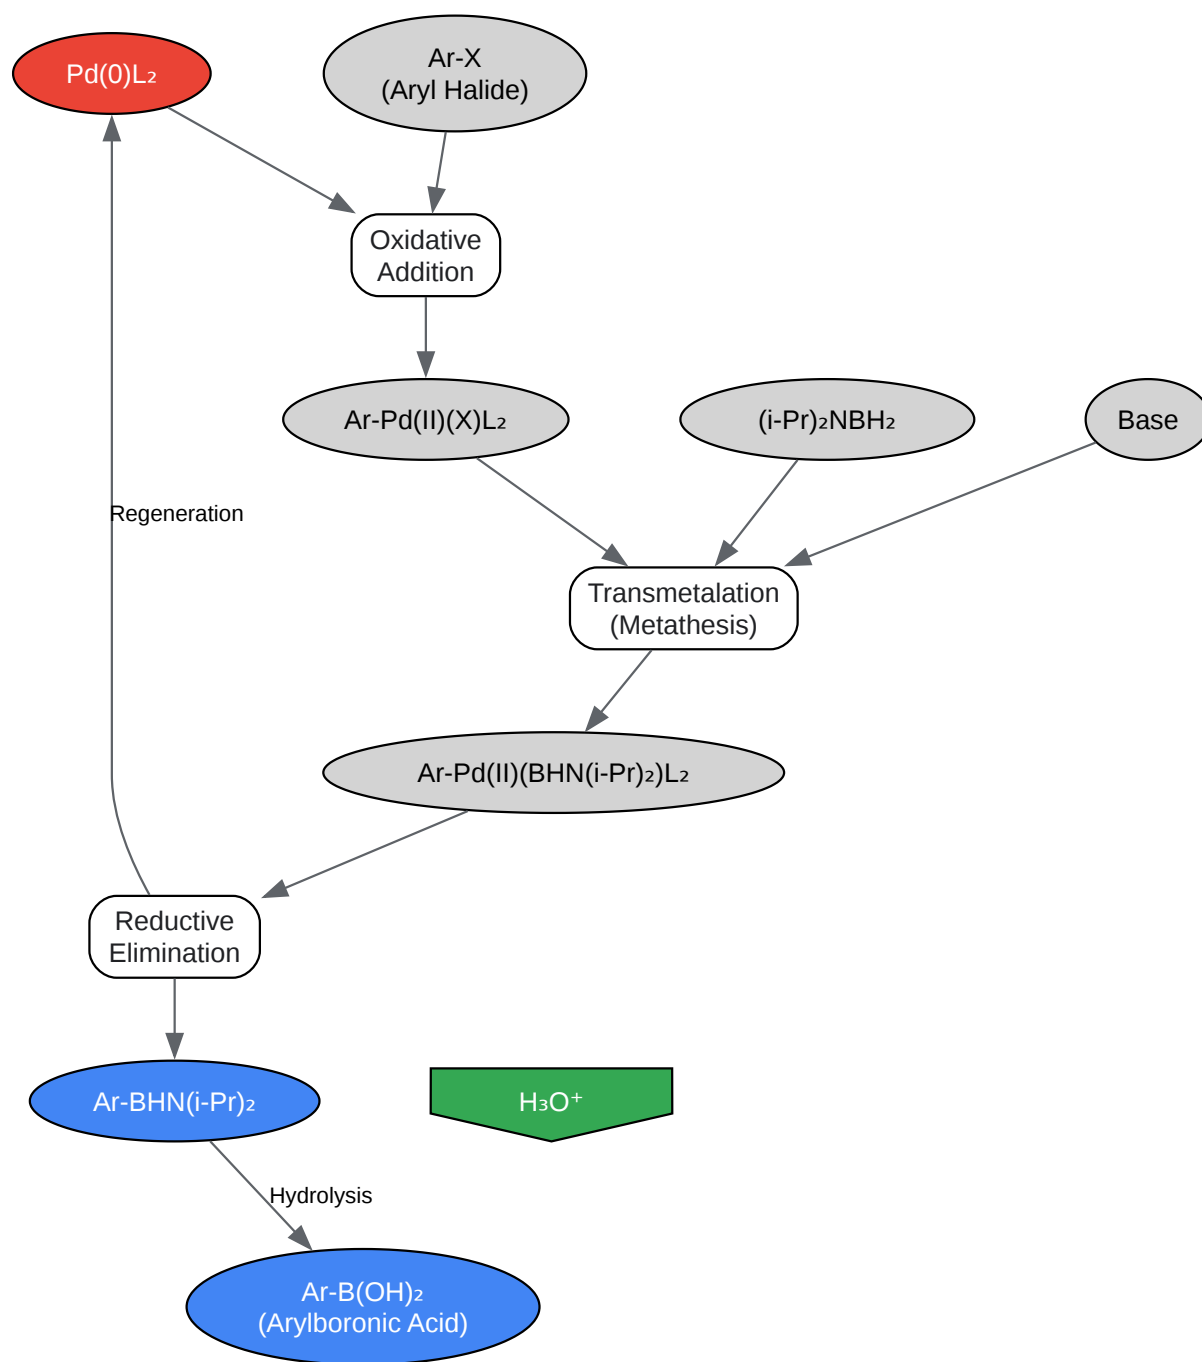 Pd(0)L₂
Ar-X
(Aryl Halide)
Oxidative
Addition
Ar-Pd(II)(X)L₂
(i-Pr)₂NBH₂
Base
Regeneration
Transmetalation
(Metathesis)
Ar-Pd(II)(BHN(i-Pr)₂)L₂
Reductive
Elimination
Ar-BHN(i-Pr)₂
H₃O⁺
Hydrolysis
Ar-B(OH)₂
(Arylboronic Acid)